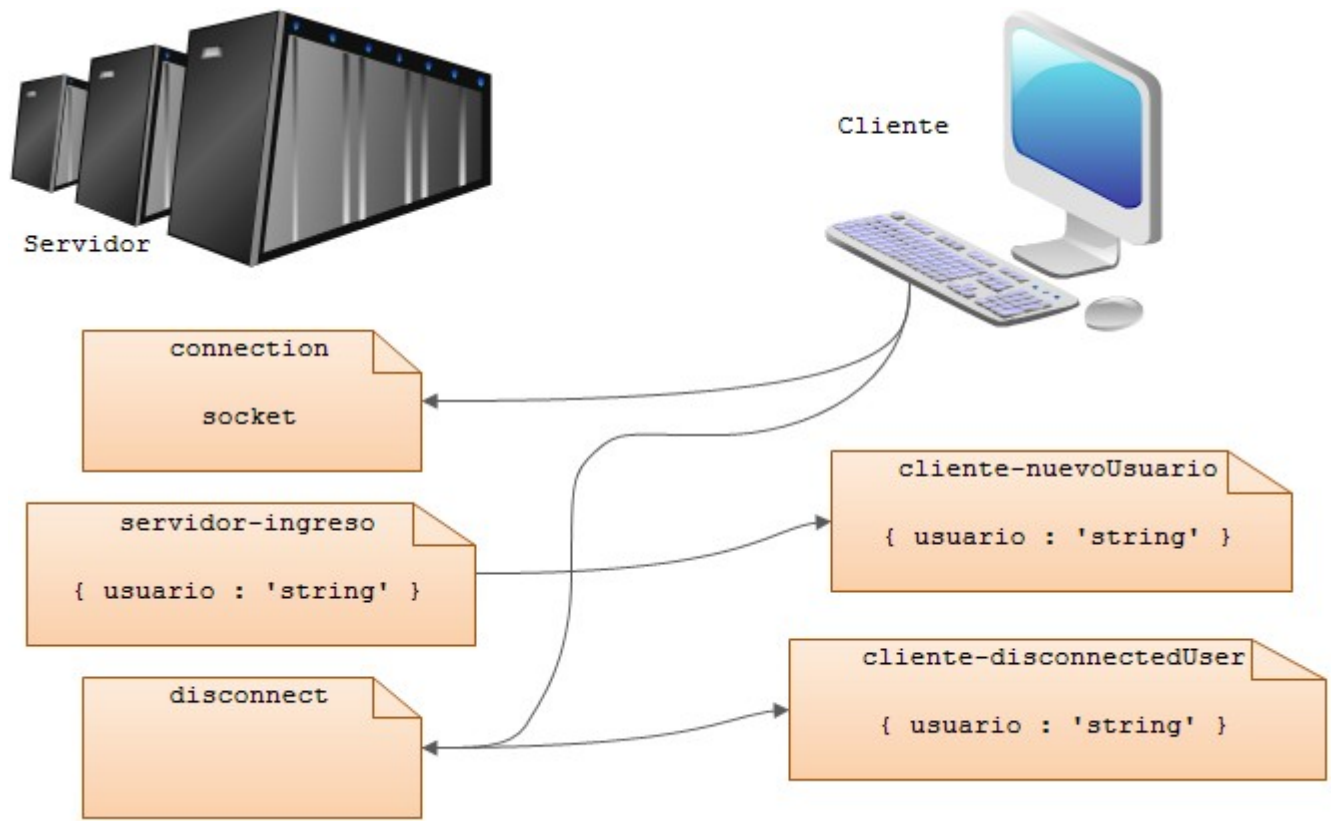 Cliente
Servidor
connection
socket
cliente-nuevoUsuario
{ usuario : 'string' }
servidor-ingreso
{ usuario : 'string' }
cliente-disconnectedUser
{ usuario : 'string' }
disconnect